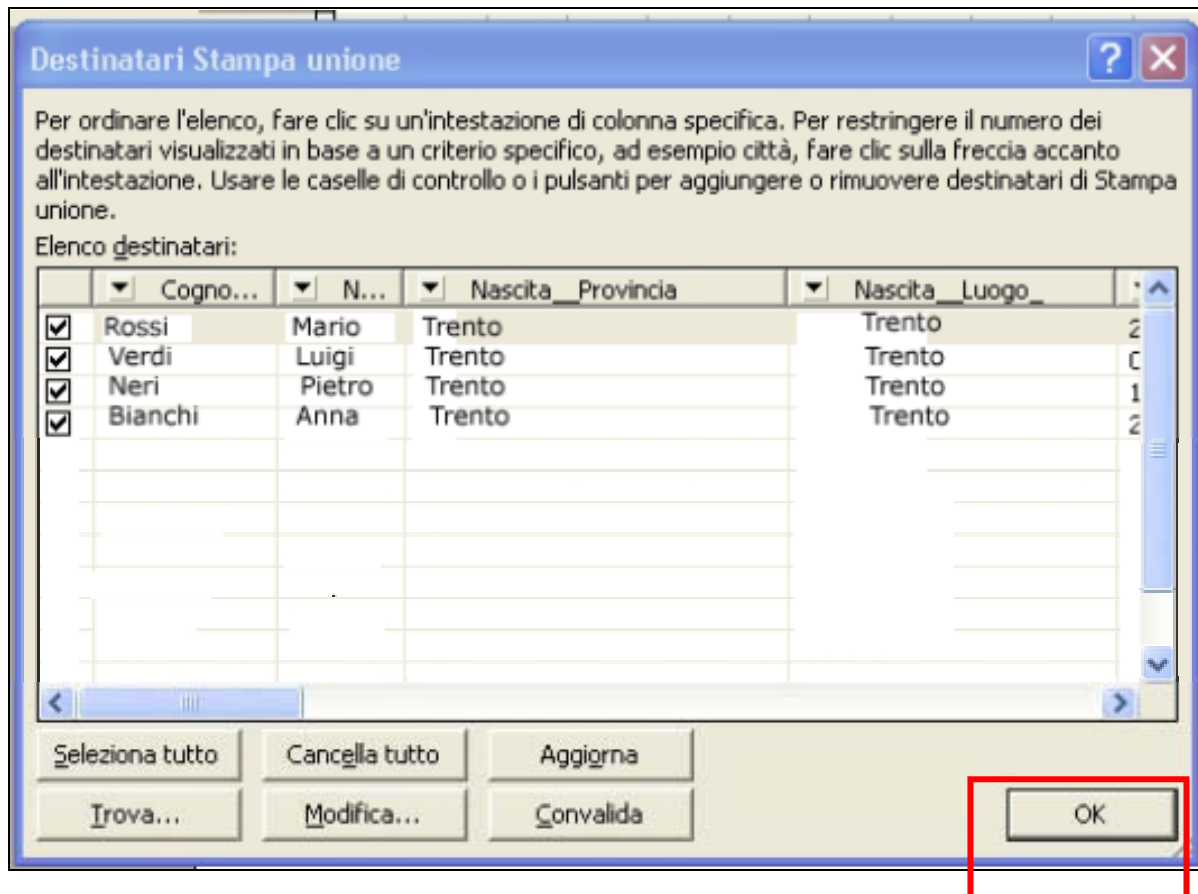 Destinatari Stampa unione
Per ordinare l'elenco, fare clic su un'intestazione di colonna specifica. Per restringere il numero dei
destinatari visualizzati in base a un criterio specifico, ad esempio città, fare clic sulla freccia accanto
all'intestazione. Usare le caselle di controllo o i pulsanti per aggiungere o rimuovere destinatari di Stampa
unione.
Elenco destinatari:
Cogno... N... Nascita__Provincia Nascita__Luogo_
Rossi Mario Trento Trento 2
Verdi Luigi Trento Trento
Neri Pietro Trento Trento 1
Bianchi Anna Trento Trento 2
Seleziona tutto Cancella tutto Aggiorna
Trova... Modifica... Convalida OK